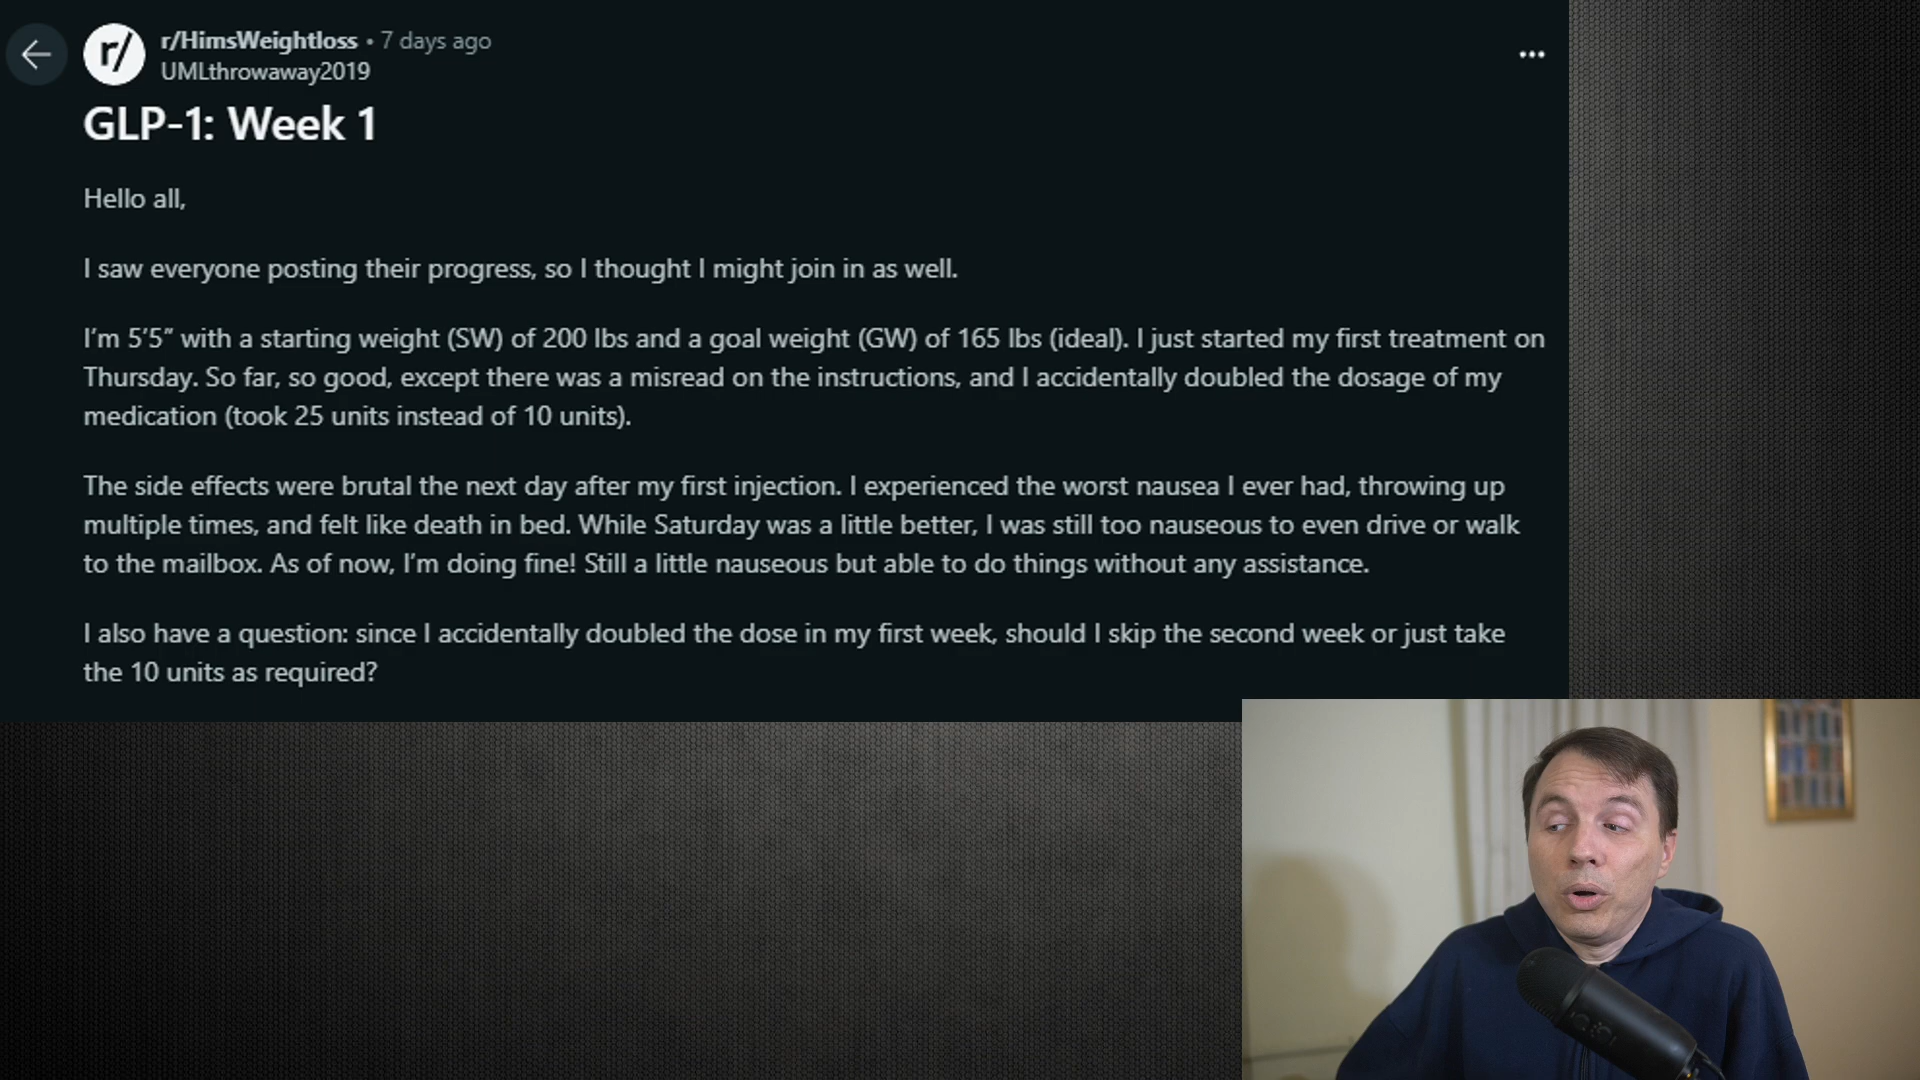 r/HimsWeightloss • 7 days ago
UMLthrowaway2019
GLP-1: Week 1
Hello all,
I saw everyone posting their progress, so I thought I might join in as well.
I’m 5’5” with a starting weight (SW) of 200 lbs and a goal weight (GW) of 165 lbs (ideal). I just started my first treatment on
Thursday. So far, so good, except there was a misread on the instructions, and I accidentally doubled the dosage of my
medication (took 25 units instead of 10 units).
The side effects were brutal the next day after my first injection. I experienced the worst nausea I ever had, throwing up
multiple times, and felt like death in bed. While Saturday was a little better, I was still too nauseous to even drive or walk
to the mailbox. As of now, I’m doing fine! Still a little nauseous but able to do things without any assistance.
I also have a question: since I accidentally doubled the dose in my first week, should I skip the second week or just take
the 10 units as required?